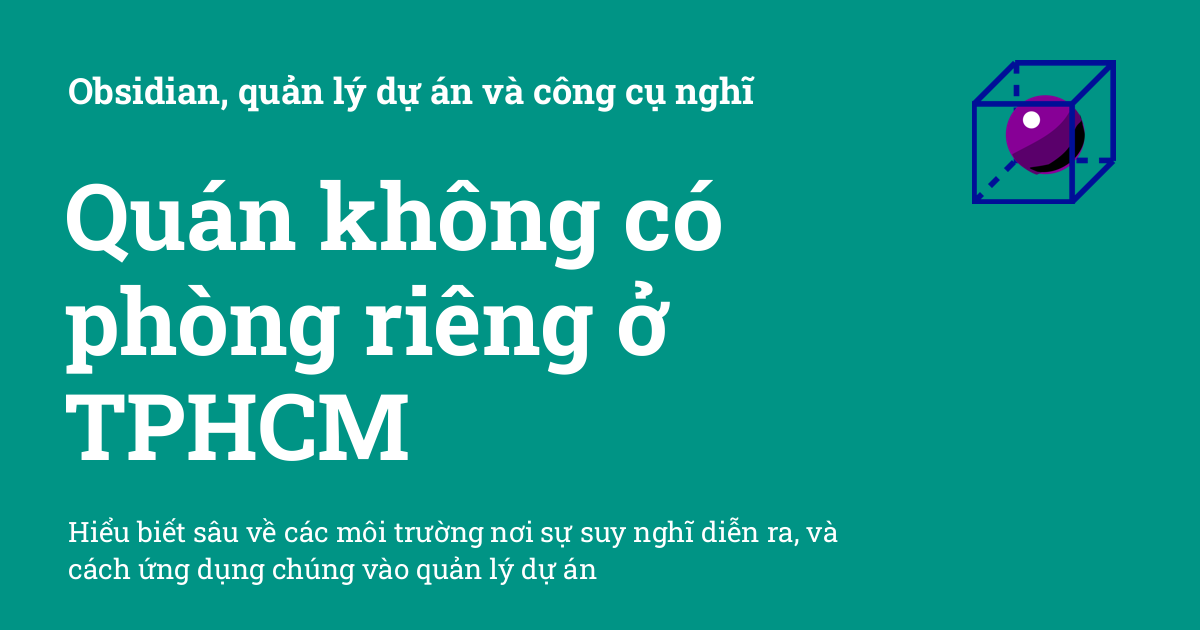 Obsidian, quản lý dự án và công cụ nghĩ
Quán không có
phòng riêng ở
TPHCM
Hiểu biết sâu về các môi trường nơi sự suy nghĩ diễn ra, và
cách ứng dụng chúng vào quản lý dự án